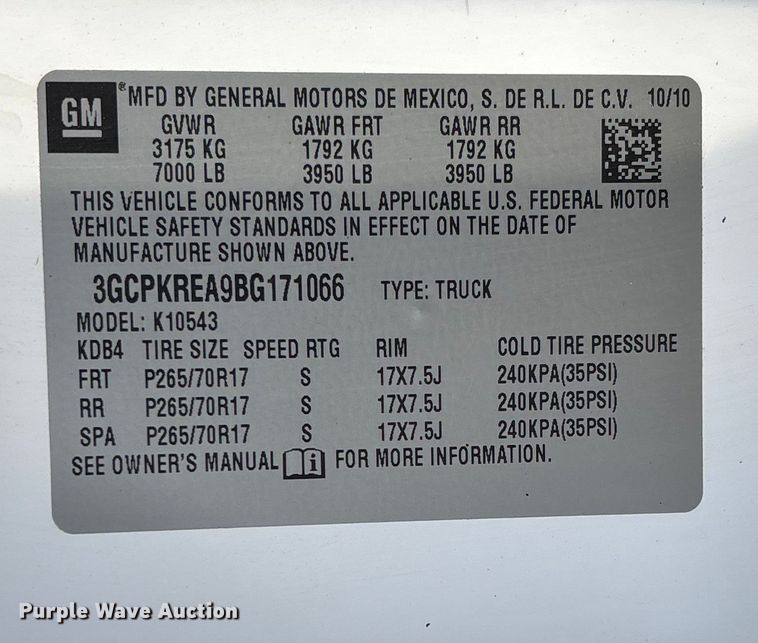 GM
® MFD BY GENERAL MOTORS DE MEXICO, S. DE R.L. DE C.V. 10/10
GVWR GAWR FRT GAWR RR
3175 KG 1792 KG 1792 KG
7000 LB 3950 LB 3950 LB
THIS VEHICLE CONFORMS TO ALL APPLICABLE U.S. FEDERAL MOTOR
VEHICLE SAFETY STANDARDS IN EFFECT ON THE DATE OF
MANUFACTURE SHOWN ABOVE.
3GCPKREA9BG171066 TYPE: TRUCK
MODEL: K10543
KDB4 TIRE SIZE SPEED RTG RIM COLD TIRE PRESSURE
FRT P265/70R17 S 17X7.5J 240KPA(35PSI)
RR P265/70R17 S 17X7.5J 240KPA(35PSI)
SPA P265/70R17 S 17X7.5J 240KPA(35PSI)
SEE OWNER'S MANUAL i FOR MORE INFORMATION.
Purple Wave Auction